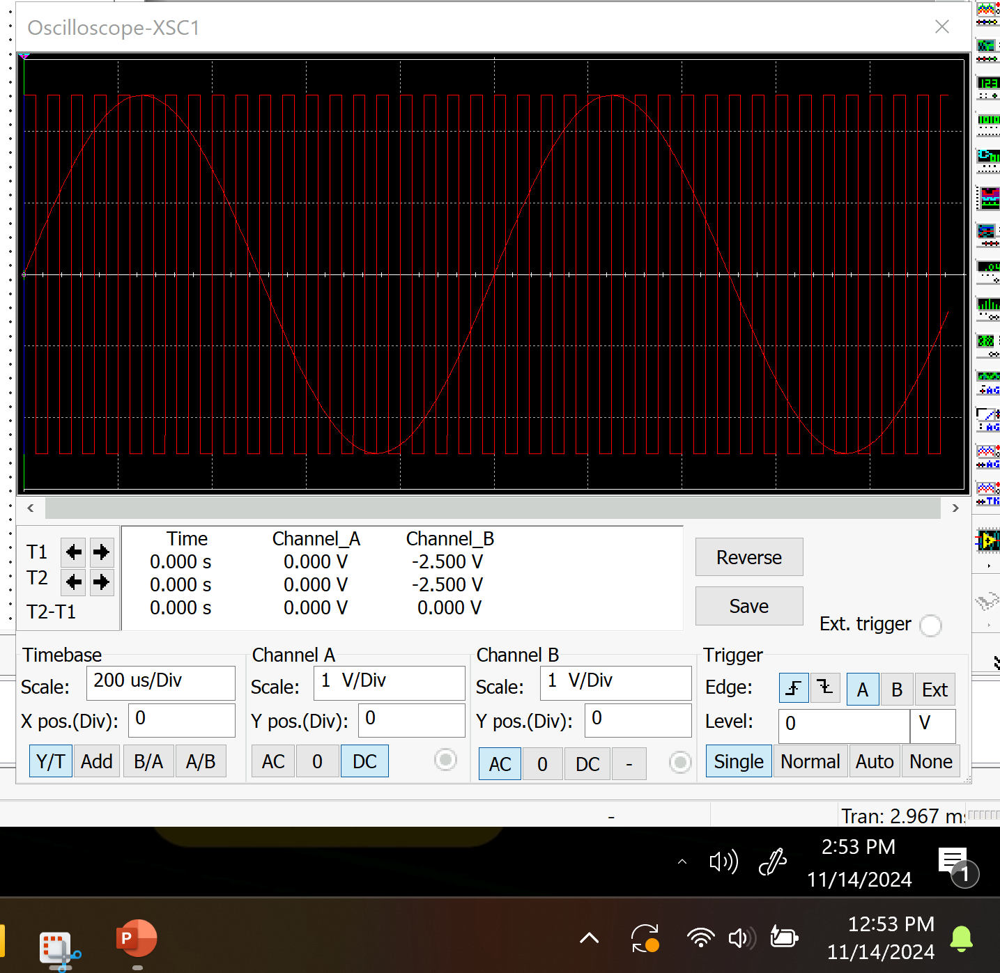 Oscilloscope-XSC1
Time Channel_A Channel_B
T1 0.000 s 0.000 V -2.500 V
T2 0.000 s 0.000 V -2.500 V
T2-T1 0.000 s 0.000 V 0.000 V
Reverse
Save
Ext. trigger
Timebase
Scale: 200 us/Div
X pos.(Div): 0
Y/T Add B/A A/B
Channel A
Scale: 1 V/Div
Y pos.(Div): 0
AC 0 DC
Channel B
Scale: 1 V/Div
Y pos.(Div): 0
AC 0 DC -
Trigger
Edge: A B Ext
Level: 0 V
Single Normal Auto None
- Tran: 2.967 ms
2:53 PM
11/14/2024
1
P
12:53 PM
11/14/2024